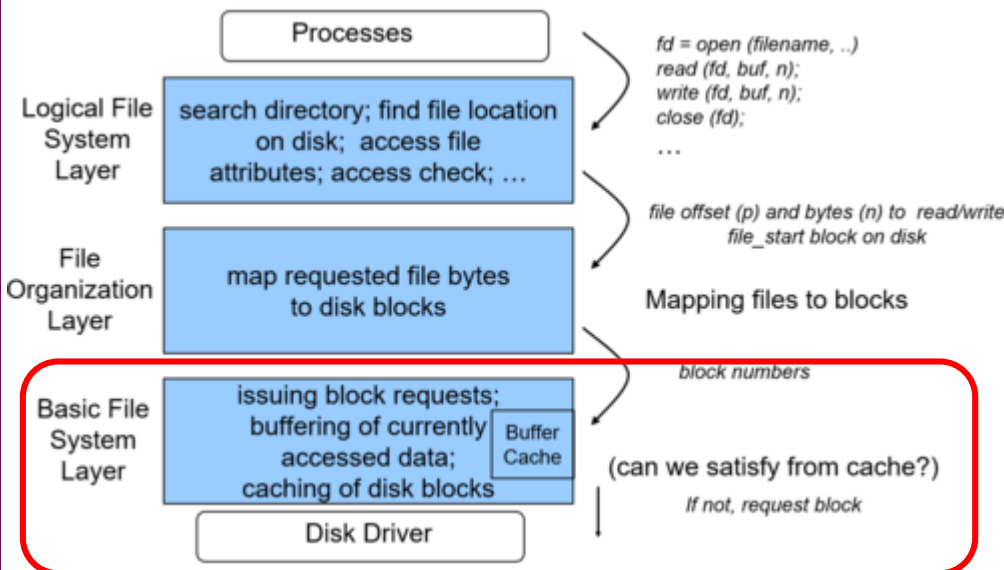 Processes
fd = open (filename, ..)
read (fd, buf, n);
write (fd, buf, n);
close (fd);
…
Logical File
System
Layer
search directory; find file location
on disk; access file
attributes; access check; …
file offset (p) and bytes (n) to read/write
file_start block on disk
File
Organization
Layer
map requested file bytes
to disk blocks
Mapping files to blocks
block numbers
Basic File
System
Layer
issuing block requests;
buffering of currently
accessed data;
caching of disk blocks
Buffer
Cache
(can we satisfy from cache?)
If not, request block
Disk Driver